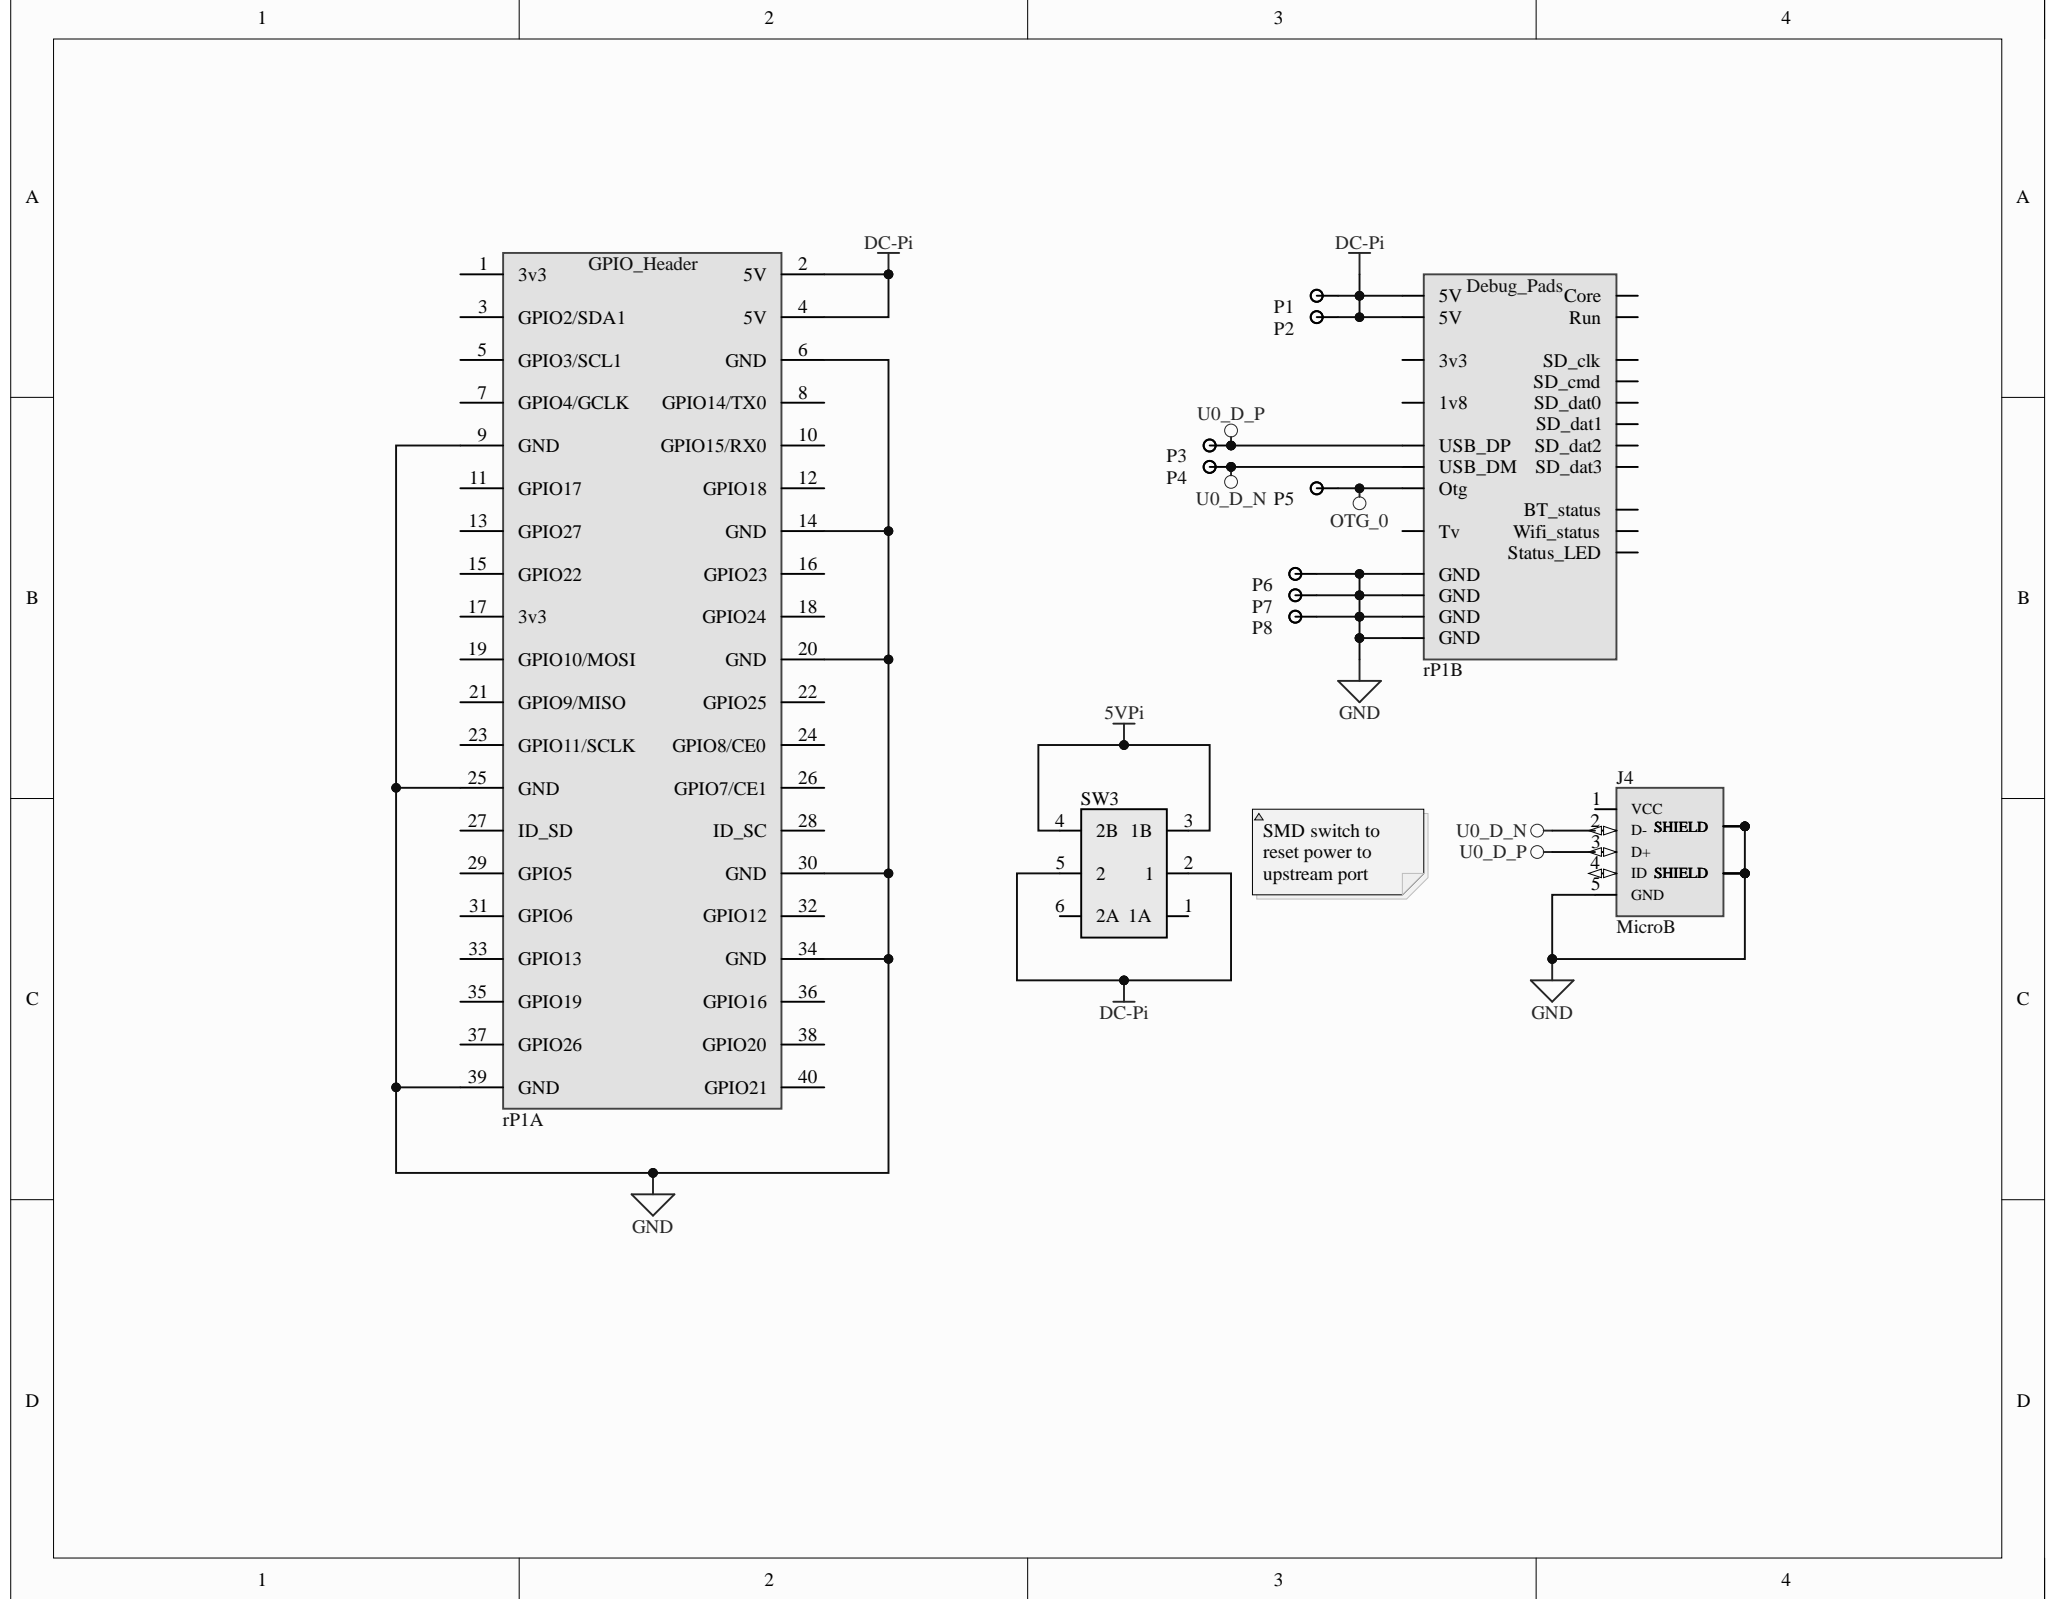 1 2 3 4
A A
DC-Pi
GPIO_Header
1 3v3 5V 2
3 GPIO2/SDA1 5V 4
5 GPIO3/SCL1 GND 6
7 GPIO4/GCLK GPIO14/TX0 8
9 GND GPIO15/RX0 10
11 GPIO17 GPIO18 12
13 GPIO27 GND 14
15 GPIO22 GPIO23 16
17 3v3 GPIO24 18
19 GPIO10/MOSI GND 20
21 GPIO9/MISO GPIO25 22
23 GPIO11/SCLK GPIO8/CE0 24
25 GND GPIO7/CE1 26
27 ID_SD ID_SC 28
29 GPIO5 GND 30
31 GPIO6 GPIO12 32
33 GPIO13 GND 34
35 GPIO19 GPIO16 36
37 GPIO26 GPIO20 38
39 GND GPIO21 40
rP1A
GND
DC-Pi
Debug_Pads
P1 5V Core
P2 5V Run
3v3 SD_clk
SD_cmd
1v8 SD_dat0
SD_dat1
U0_D_P
P3 USB_DP SD_dat2
P4 USB_DM SD_dat3
U0_D_N P5 Otg
OTG_0
BT_status
Tv Wifi_status
Status_LED
P6 GND
P7 GND
P8 GND
GND
rP1B
GND
B B
5VPi
SW3
4 2B 1B 3
5 2 1 2
6 2A 1A 1
DC-Pi
SMD switch to
reset power to
upstream port
J4
1 VCC
U0_D_N 2 D- SHIELD
U0_D_P 3 D+
4 ID SHIELD
5 GND
MicroB
GND
C C
D D
1 2 3 4